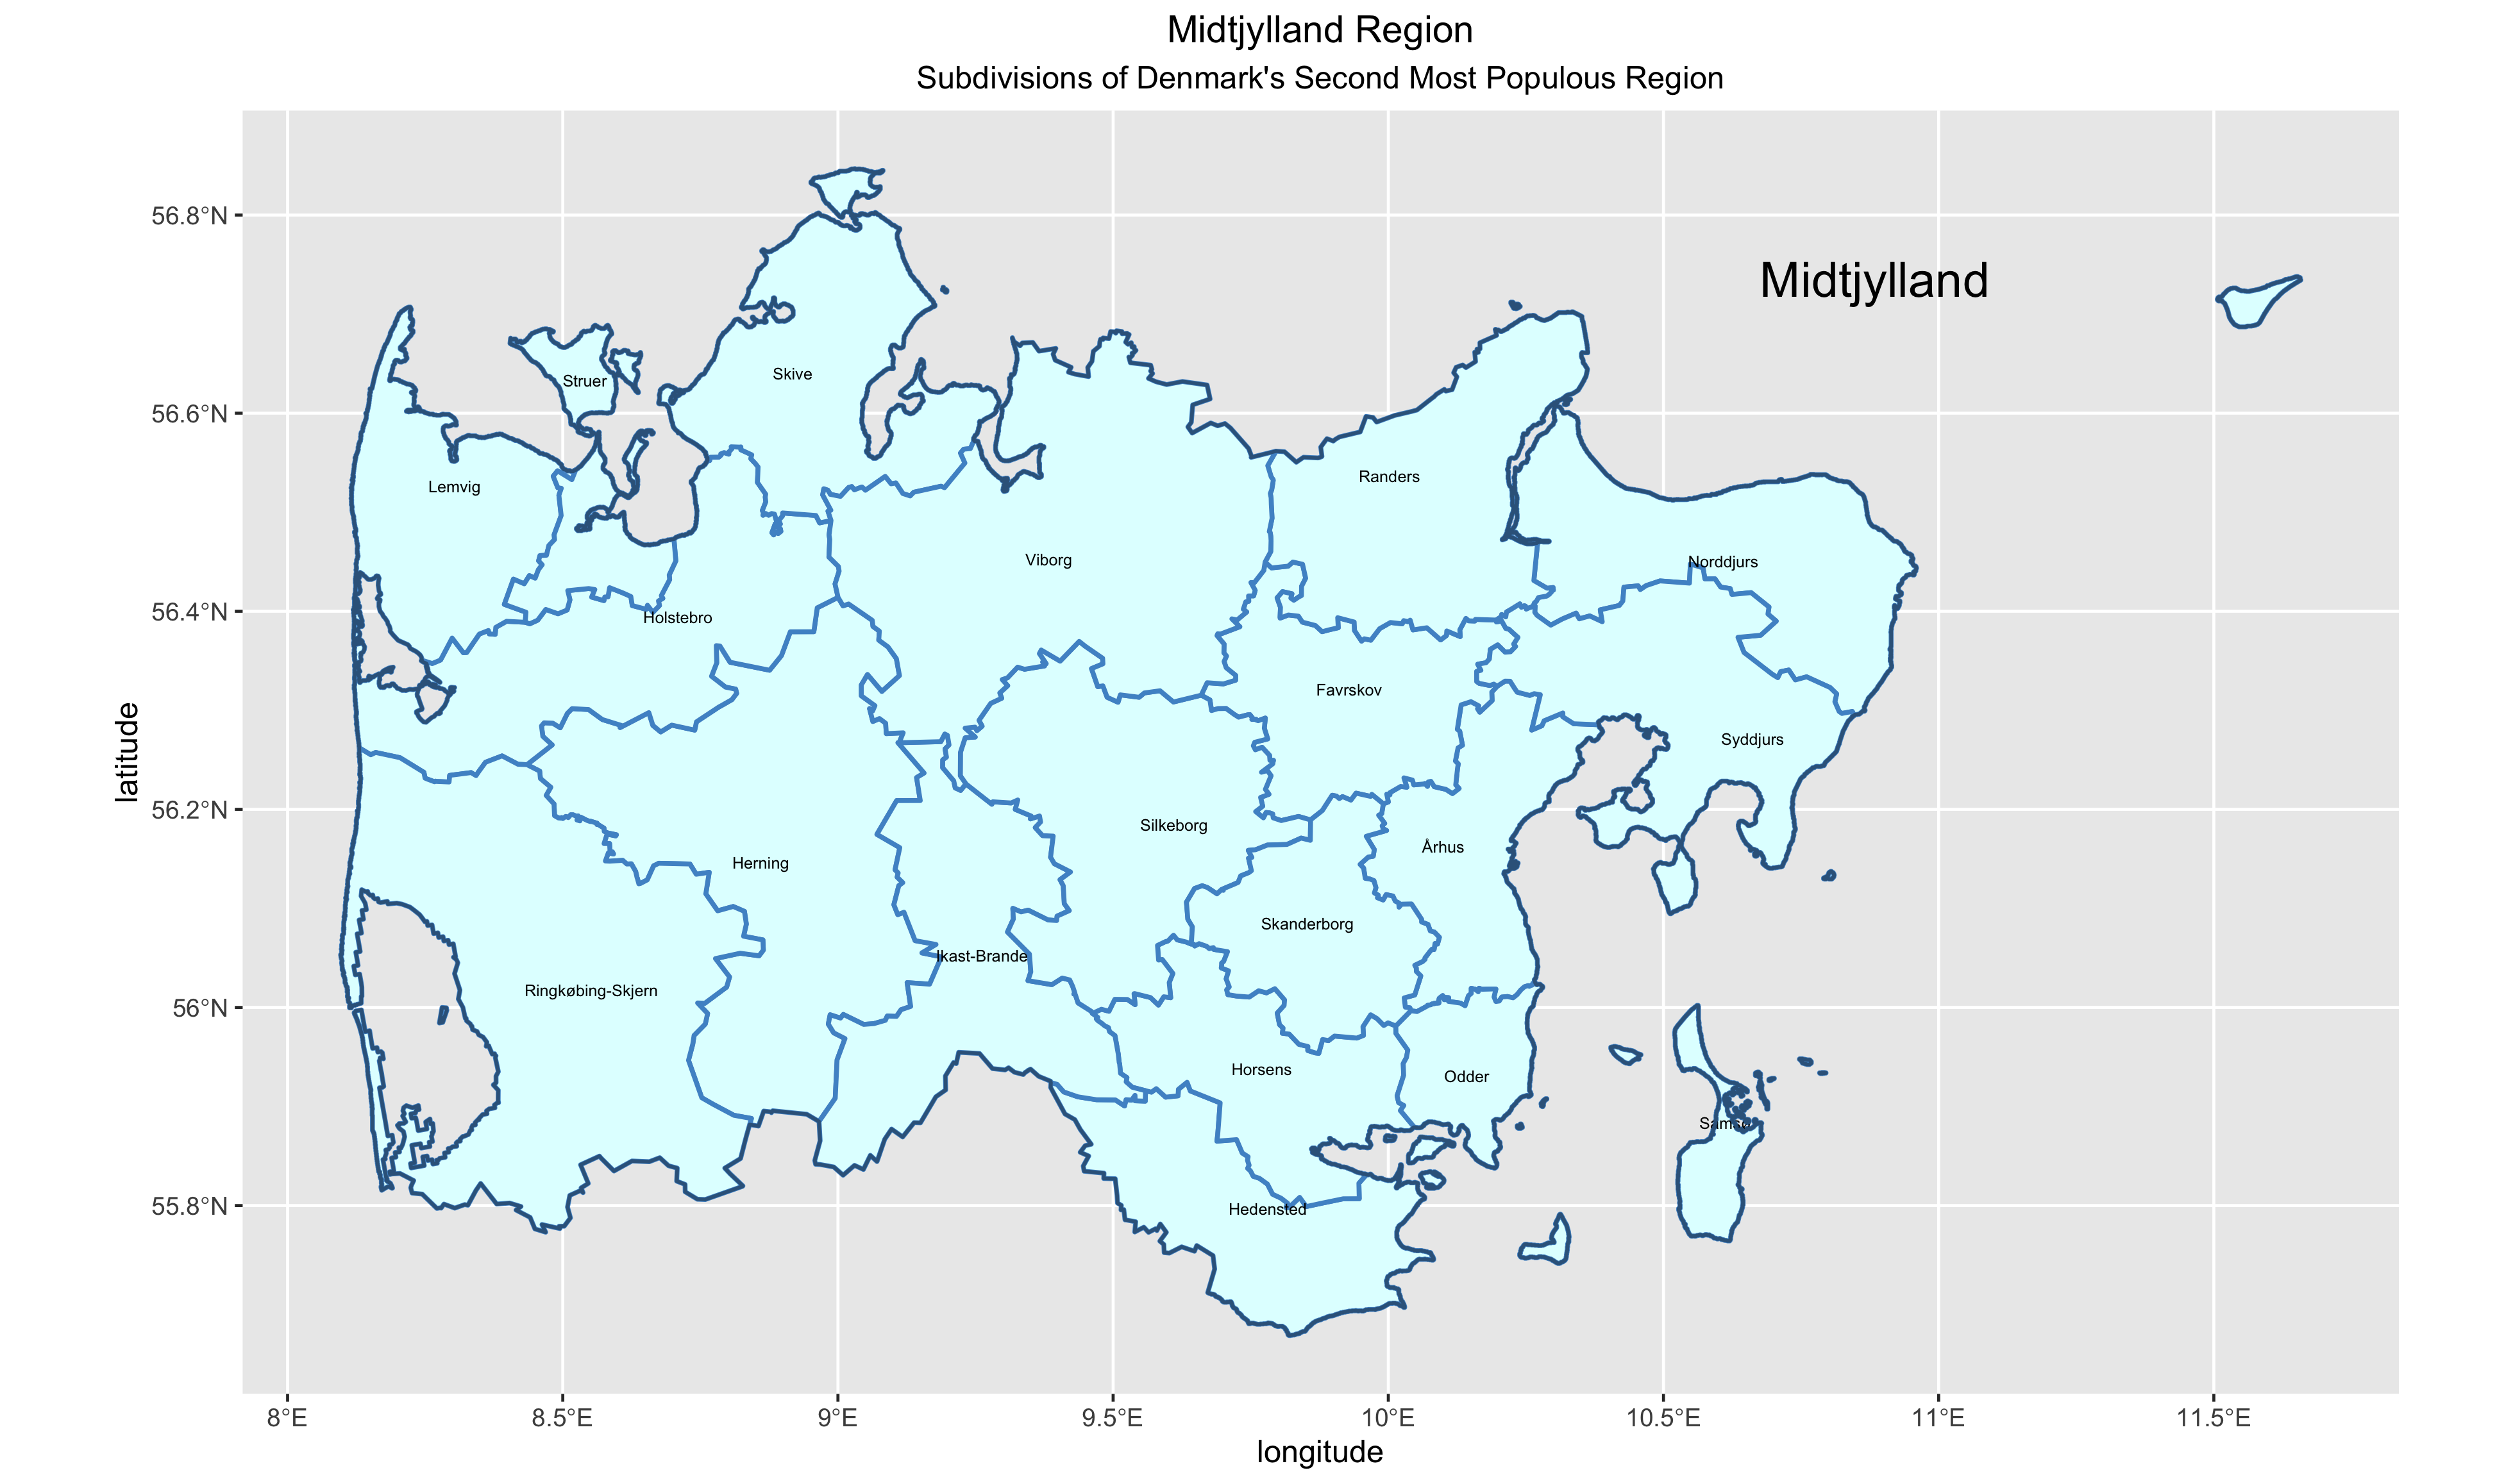 Midtjylland Region
Subdivisions of Denmark's Second Most Populous Region
56.8°N
56.6°N
56.4°N
56.2°N
56°N
55.8°N
latitude
Midtjylland
Struer
Skive
Lemvig
Randers
Viborg
Norddjurs
Holstebro
Favrskov
Syddjurs
Silkeborg
Århus
Herning
Skanderborg
Ikast-Brande
Ringkøbing-Skjern
Horsens
Odder
Samsø
Hedensted
8°E
8.5°E
9°E
9.5°E
10°E
10.5°E
11°E
11.5°E
longitude